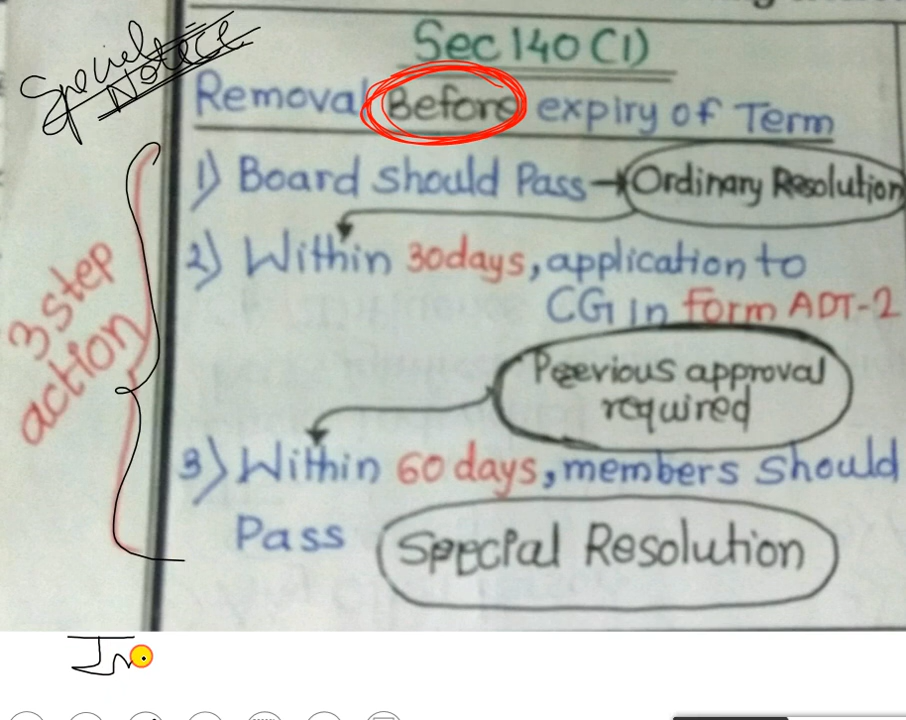 Special
Notice
Sec 140 (1)
Removal Before expiry of Term
1) Board should Pass → Ordinary Resolution
2) Within 30days, application to
CG in form ADT-2
Previous approval
required
3) Within 60 days, members should
Pass Special Resolution
3 step
action